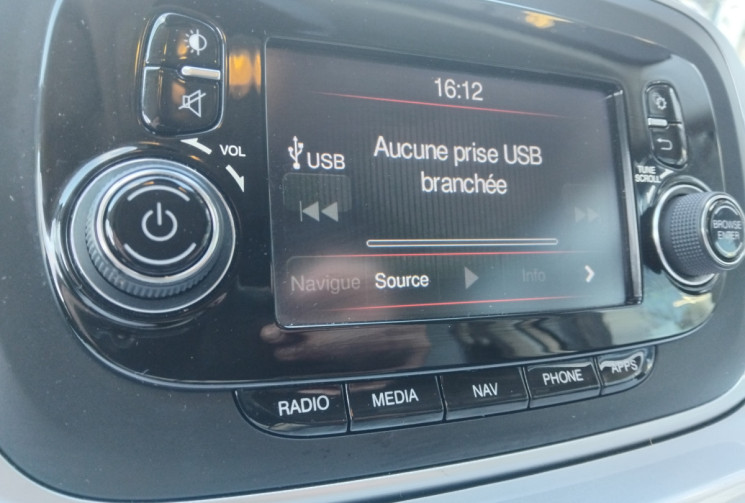 16:12
VOL
USB
Aucune prise USB
branchée
TUNE
SCROLL
BROWSE
ENTER
Navigue Source Info
RADIO MEDIA NAV PHONE APPS